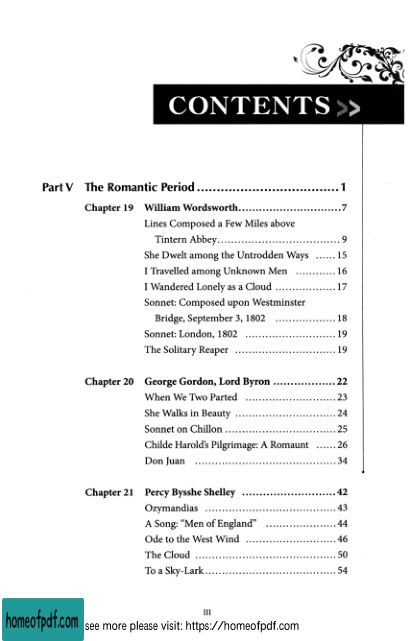 CONTENTS >>
Part V The Romantic Period .................................... 1
Chapter 19 William Wordsworth.............................. 7
Lines Composed a Few Miles above
Tintern Abbey.................................... 9
She Dwelt among the Untrodden Ways ...... 15
I Travelled among Unknown Men ............ 16
I Wandered Lonely as a Cloud .................. 17
Sonnet: Composed upon Westminster
Bridge, September 3, 1802 .................. 18
Sonnet: London, 1802 ........................... 19
The Solitary Reaper .............................. 19
Chapter 20 George Gordon, Lord Byron .................. 22
When We Two Parted ........................... 23
She Walks in Beauty .............................. 24
Sonnet on Chillon ................................. 25
Childe Harold's Pilgrimage: A Romaunt ...... 26
Don Juan .......................................... 34
Chapter 21 Percy Bysshe Shelley ........................... 42
Ozymandias ....................................... 43
A Song: "Men of England" ..................... 44
Ode to the West Wind ........................... 46
The Cloud .......................................... 50
To a Sky-Lark....................................... 54
III
homeofpdf.com
see more please visit: https://homeofpdf.com